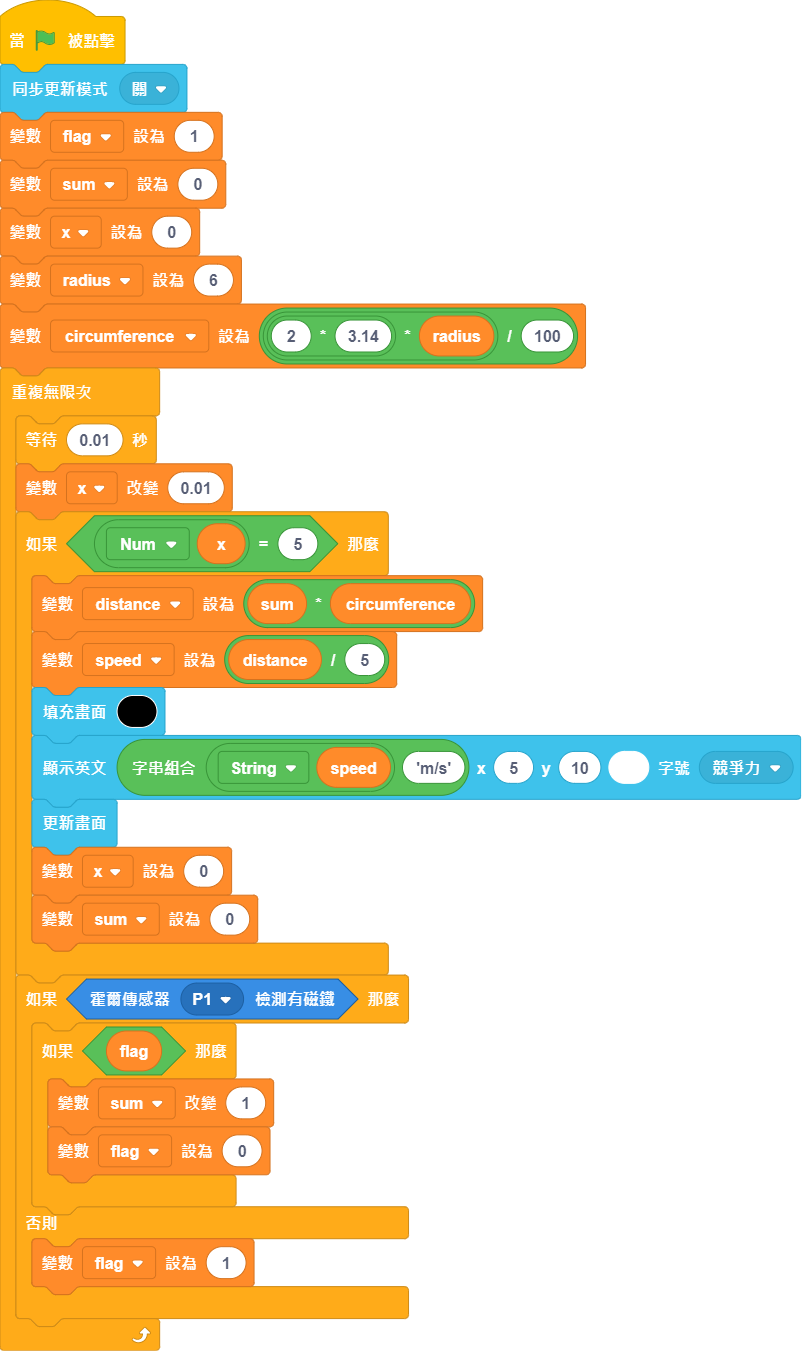 當 被點擊
同步更新模式 關
變數 flag 設為 1
變數 sum 設為 0
變數 x 設為 0
變數 radius 設為 6
變數 circumference 設為 2 * 3.14 * radius / 100
重複無限次
等待 0.01 秒
變數 x 改變 0.01
如果 Num x = 5 那麼
變數 distance 設為 sum * circumference
變數 speed 設為 distance / 5
填充畫面
顯示英文 字串組合 String speed 'm/s' x 5 y 10 字號 競爭力
更新畫面
變數 x 設為 0
變數 sum 設為 0
如果 霍爾傳感器 P1 檢測有磁鐵 那麼
如果 flag 那麼
變數 sum 改變 1
變數 flag 設為 0
否則
變數 flag 設為 1